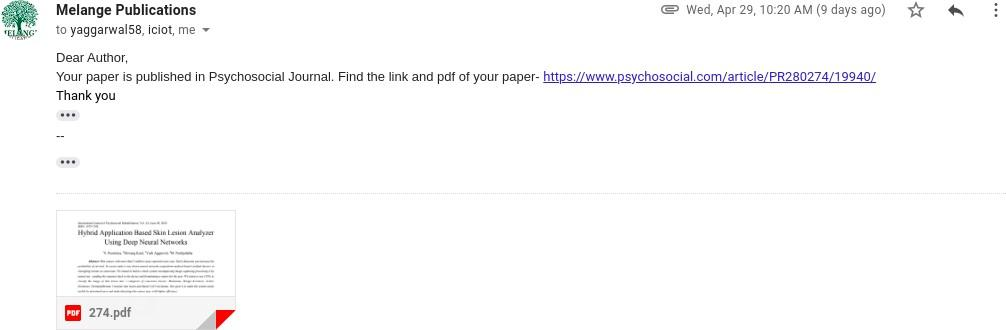 Melange Publications
Wed, Apr 29, 10:20 AM (9 days ago)
to yaggarwal58, iciot, me
Dear Author,
Your paper is published in Psychosocial Journal. Find the link and pdf of your paper- https://www.psychosocial.com/article/PR280274/19940/
Thank you
--
Hybrid Application Based Skin Lesion Analyzer
Using Deep Neural Networks
PDF 274.pdf